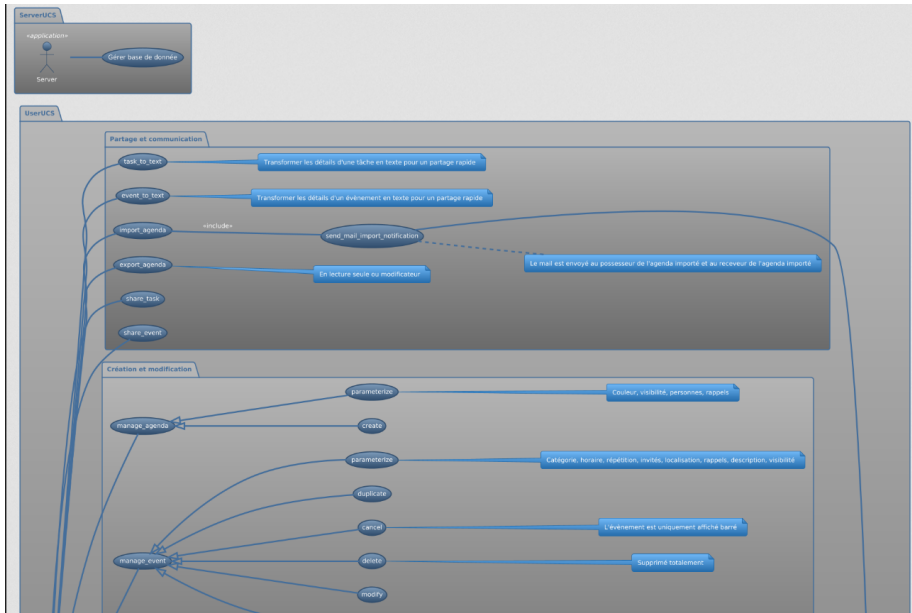 ServerUCS
«application»
Gérer base de donnée
Server
UserUCS
Partage et communication
task_to_text
Transformer les détails d'une tâche en texte pour un partage rapide
event_to_text
Transformer les détails d'un évènement en texte pour un partage rapide
import_agenda
«include»
send_mail_import_notification
Le mail est envoyé au possesseur de l'agenda importé et au receveur de l'agenda importé
export_agenda
En lecture seule ou modificateur
share_task
share_event
Création et modification
parameterize
Couleur, visibilité, personnes, rappels
manage_agenda
create
parameterize
Catégorie, horaire, répétition, invités, localisation, rappels, description, visibilité
duplicate
cancel
L'évènement est uniquement affiché barré
manage_event
delete
Supprimé totalement
modify